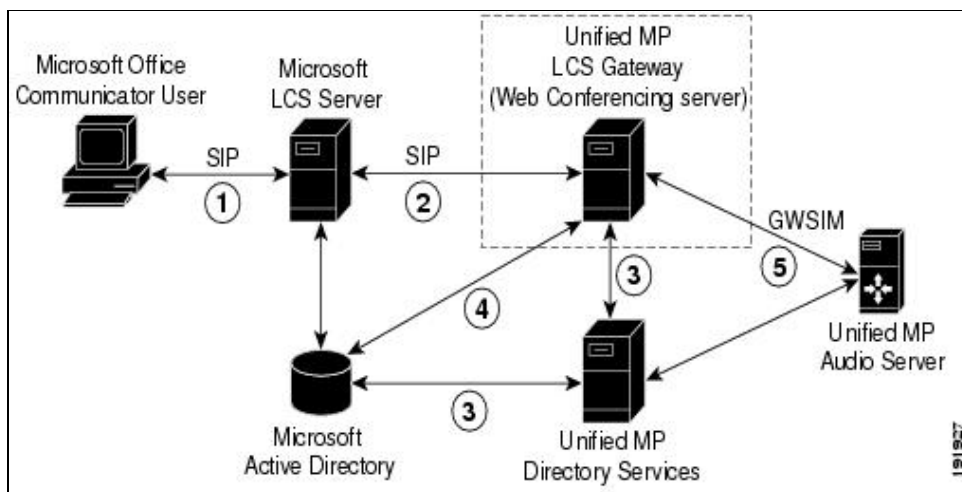 Microsoft Office
Communicator User
Microsoft
LCS Server
Unified MP
LCS Gateway
(Web Conferencing server)
SIP
1
SIP
2
GWSIM
5
3
4
Unified MP
Audio Server
3
Microsoft
Active Directory
Unified MP
Directory Services
191927